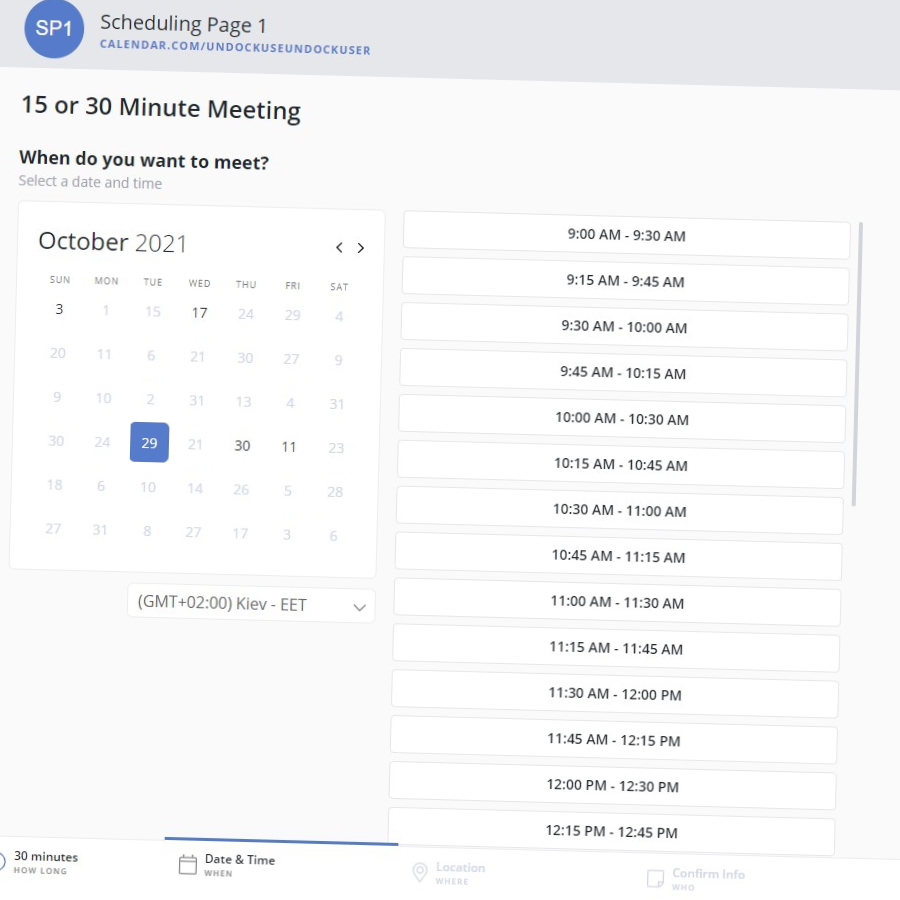 SP1
Scheduling Page 1
CALENDAR.COM/UNDOCKUSEUNDOCKUSER
15 or 30 Minute Meeting
When do you want to meet?
Select a date and time
October 2021
SUN MON TUE WED THU FRI SAT
3 1 15 17 24 29 4
20 11 6 21 30 27 9
9 10 2 31 13 4 31
30 24 29 21 30 11 23
18 6 10 14 26 5 28
27 31 8 27 17 3 6
(GMT+02:00) Kiev - EET
9:00 AM - 9:30 AM
9:15 AM - 9:45 AM
9:30 AM - 10:00 AM
9:45 AM - 10:15 AM
10:00 AM - 10:30 AM
10:15 AM - 10:45 AM
10:30 AM - 11:00 AM
10:45 AM - 11:15 AM
11:00 AM - 11:30 AM
11:15 AM - 11:45 AM
11:30 AM - 12:00 PM
11:45 AM - 12:15 PM
12:00 PM - 12:30 PM
12:15 PM - 12:45 PM
30 minutes
HOW LONG
Date & Time
WHEN
Location
WHERE
Confirm Info
WHO